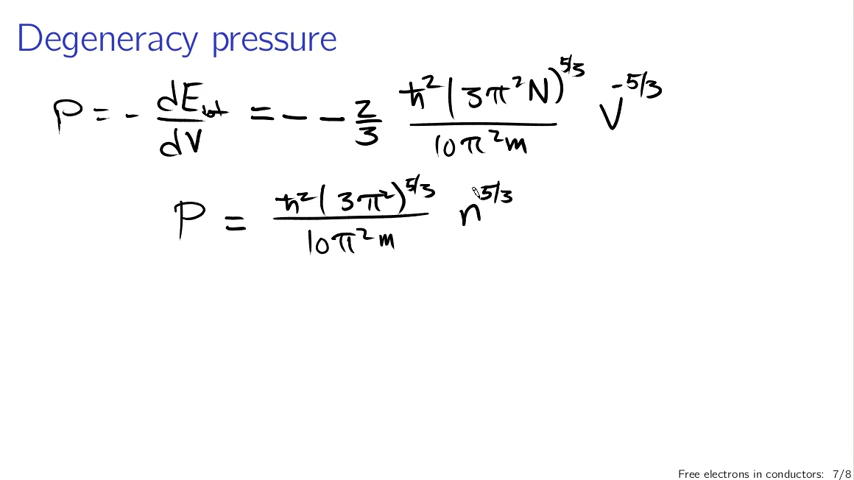 Degeneracy pressure
P = - dE_tot/dV = - - 2/3 ħ²(3π²N)^5/3 / 10π²m V^-5/3
P = ħ²(3π²)^5/3 / 10π²m n^5/3
Free electrons in conductors: 7/8